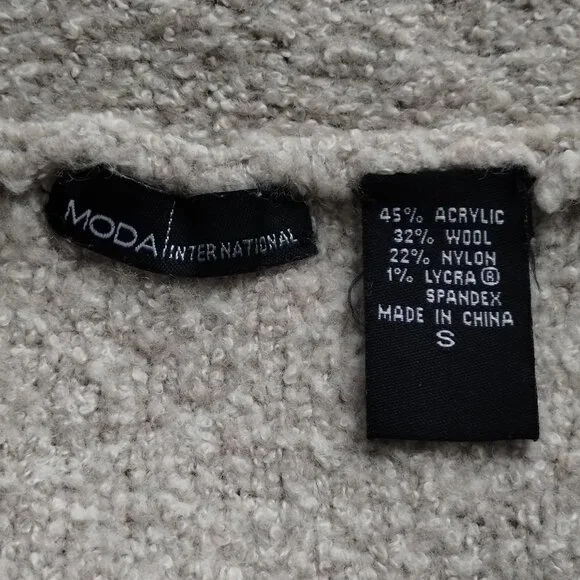 MODA INTERNATIONAL
45% ACRYLIC
32% WOOL
22% NYLON
1% LYCRA ®
SPANDEX
MADE IN CHINA
S